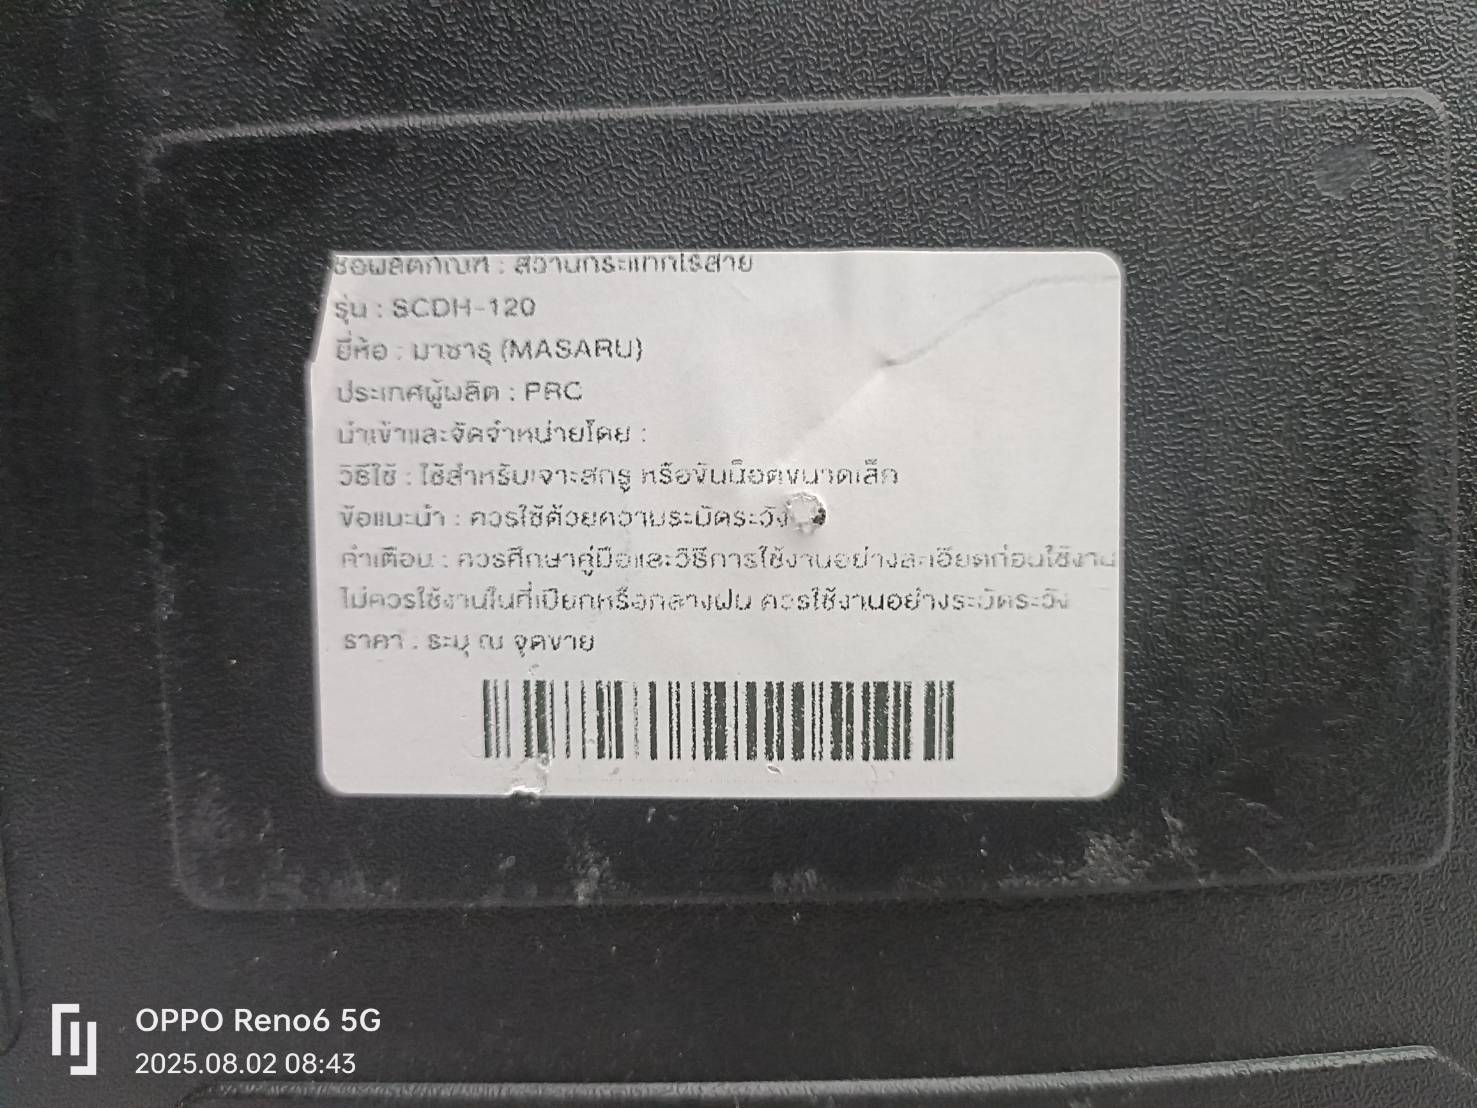 ชื่อผลิตภัณฑ์ : สว่านกระแทกไร้สาย
รุ่น : SCDH-120
ยี่ห้อ : มาซารุ (MASARU)
ประเทศผู้ผลิต : PRC
นำเข้าและจัดจำหน่ายโดย :
วิธีใช้ : ใช้สำหรับเจาะสกรู หรือขันน็อตขนาดเล็ก
ข้อแนะนำ : ควรใช้ด้วยความระมัดระวัง
คำเตือน : ควรศึกษาคู่มือและวิธีการใช้งานอย่างละเอียดก่อนใช้งาน
ไม่ควรใช้งานในที่เปียกหรือกลางฝน ควรใช้งานอย่างระมัดระวัง
ราคา : ระบุ ณ จุดขาย
OPPO Reno6 5G
2025.08.02 08:43